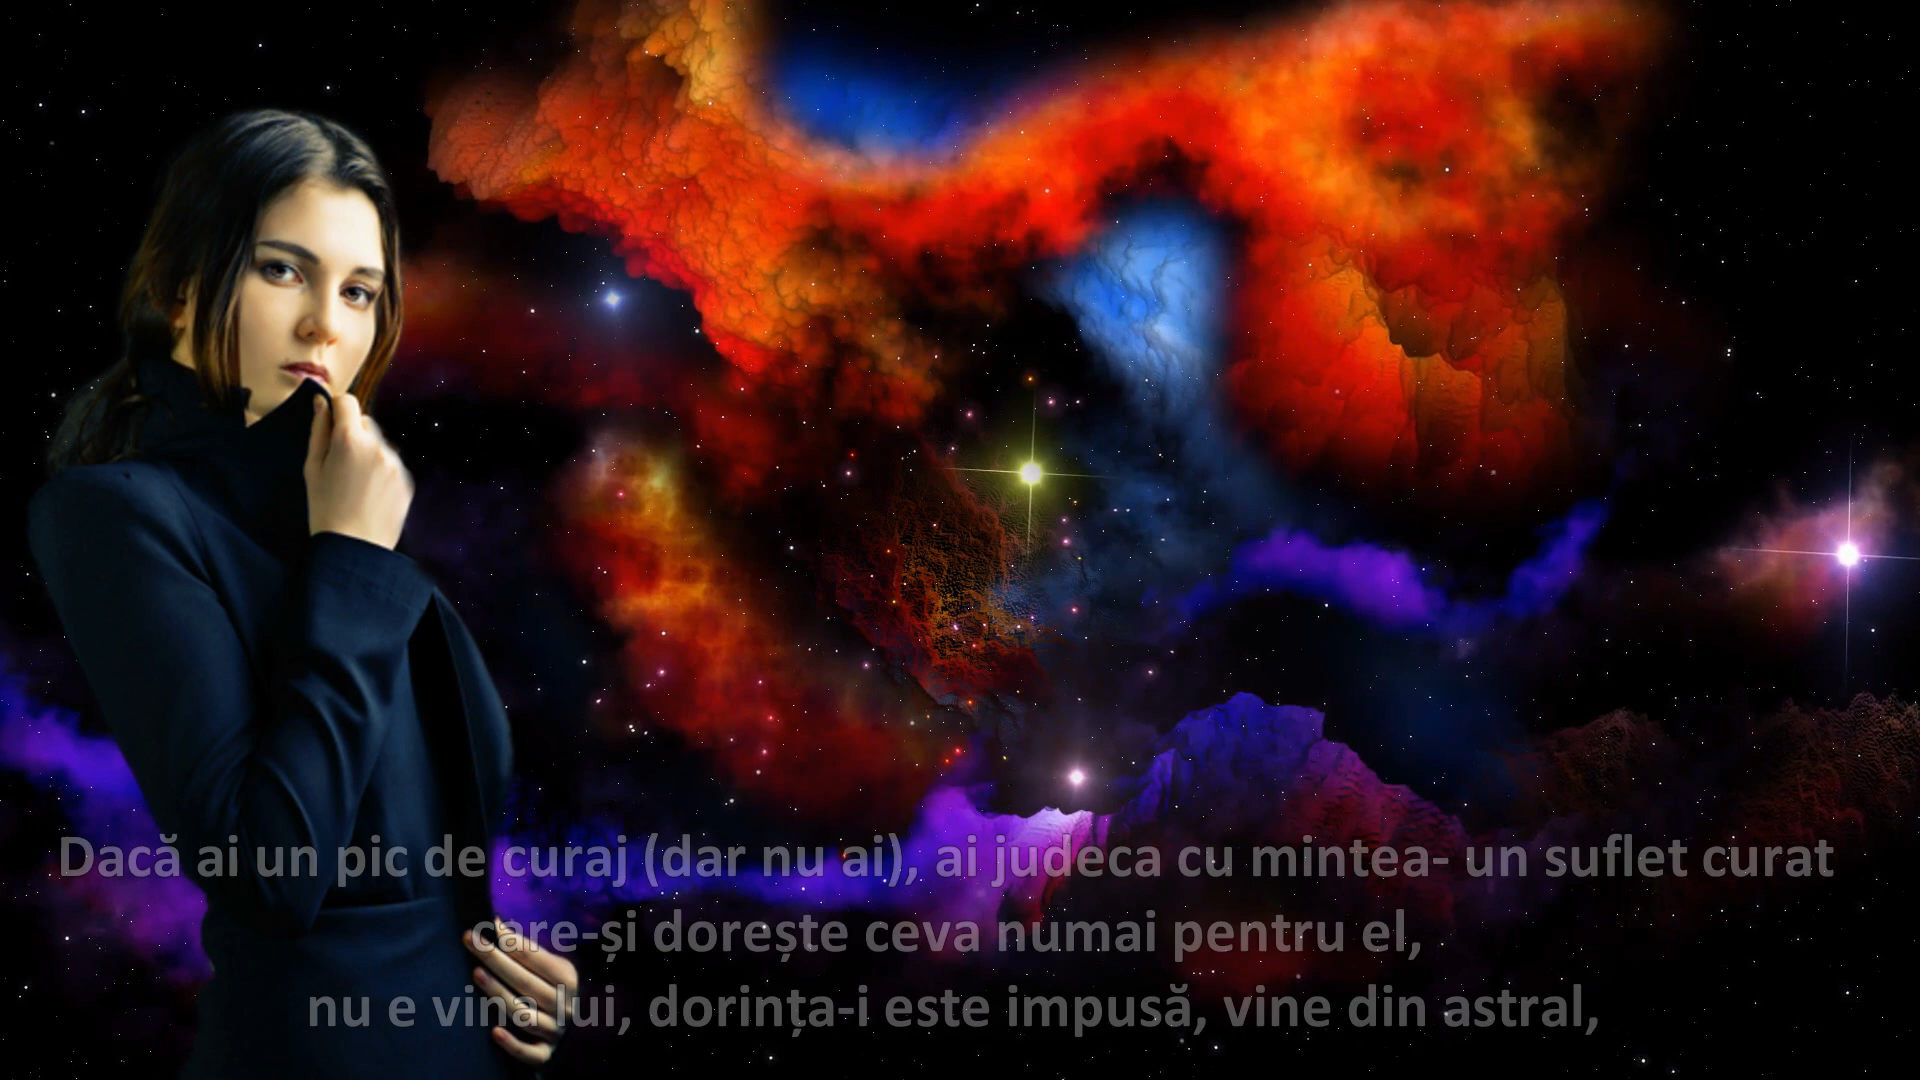 Dacă ai un pic de curaj (dar nu ai), ai judeca cu mintea- un suflet curat
care-și dorește ceva numai pentru el,
nu e vina lui, dorința-i este impusă, vine din astral,